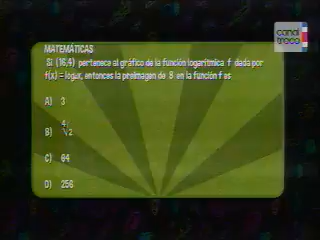 canal
trece
MATEMÁTICAS
Si (16,4) pertenece al gráfico de la función logarítmica f dada por
f(x) = logₐx, entonces la preimagen de 8 en la función f es
A) 3
B) ∜2
C) 64
D) 256